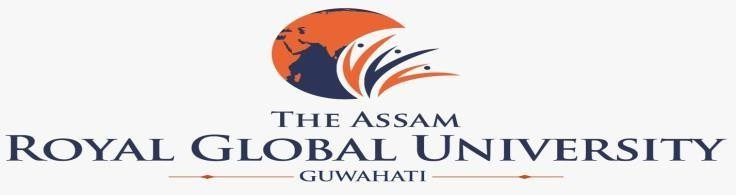 THE ASSAM
ROYAL GLOBAL UNIVERSITY
GUWAHATI